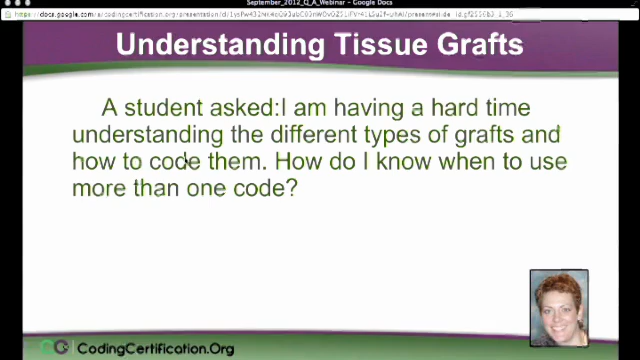 September_2012_Q_A_Webinar – Google Docs
Understanding Tissue Grafts
A student asked:I am having a hard time
understanding the different types of grafts and
how to code them. How do I know when to use
more than one code?
CodingCertification.Org